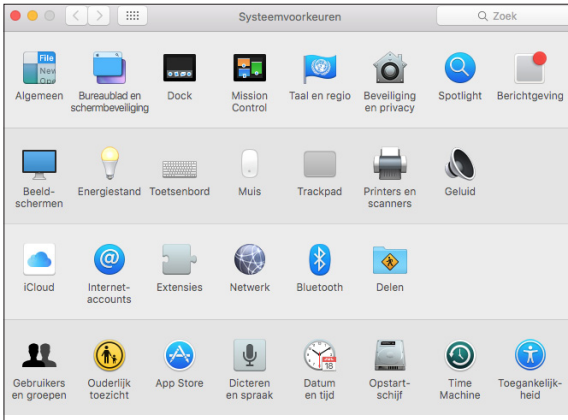 Systeemvoorkeuren
Zoek
File
New
Ope
Algemeen
Bureaublad en
schermbeveiliging
Dock
Mission
Control
Taal en regio
Beveiliging
en privacy
Spotlight
Berichtgeving
Beeld-
schermen
Energiestand
Toetsenbord
Muis
Trackpad
Printers en
scanners
Geluid
iCloud
Internet-
accounts
Extensies
Netwerk
Bluetooth
Delen
@
Gebruikers
en groepen
Ouderlijk
toezicht
App Store
Dicteren
en spraak
18
Datum
en tijd
Opstart-
schijf
Time
Machine
Toegankelijk-
heid